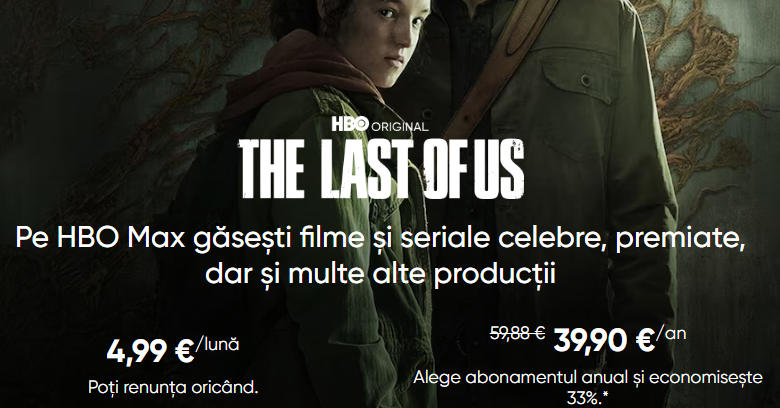 HBO ORIGINAL
THE LAST OF US
Pe HBO Max găsești filme și seriale celebre, premiate,
dar și multe alte producții
4,99 €/lună
Poți renunța oricând.
59,88 € 39,90 €/an
Alege abonamentul anual și economisește
33%.*